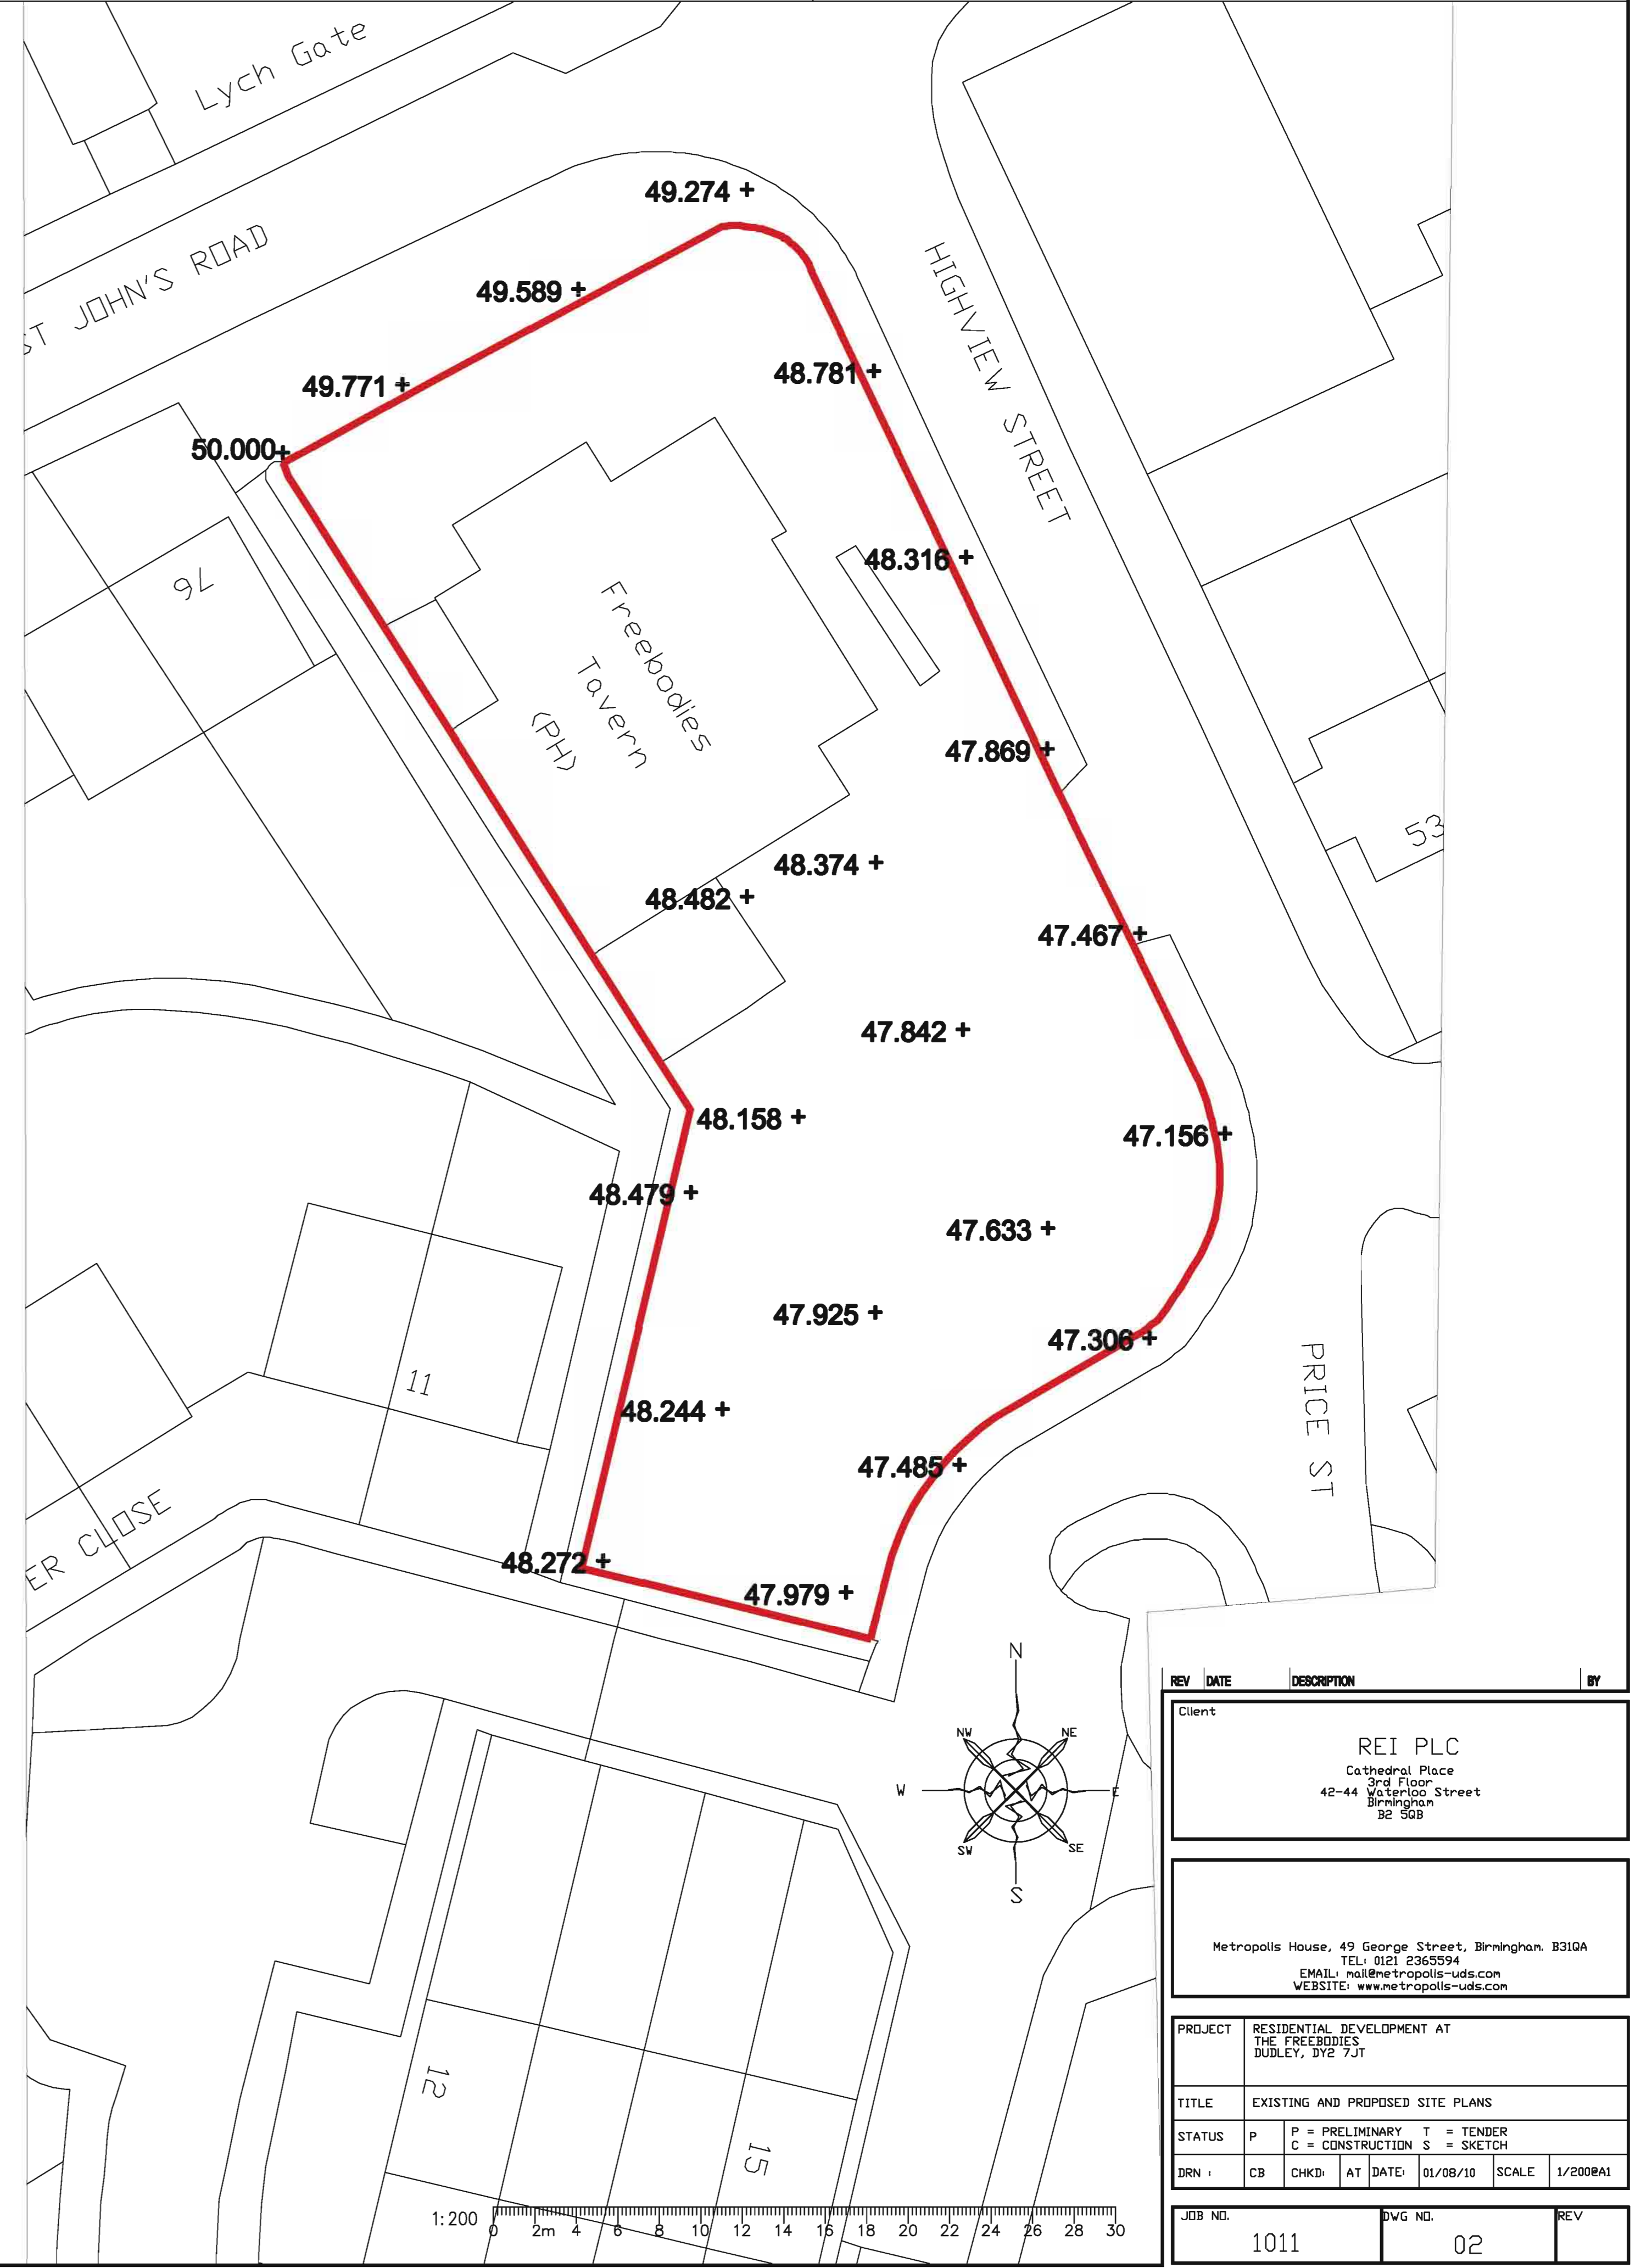 Lych Gate
ST JOHN'S ROAD
49.274 +
49.589 +
HIGHVIEW STREET
48.781 +
49.771 +
50.000+
76
48.316 +
Freebodies
Tavern
(PH)
47.869 +
53
48.374 +
48.482 +
47.467 +
47.842 +
48.158 +
47.156 +
48.479 +
47.633 +
47.925 +
47.306 +
PRICE ST
11
48.244 +
47.485 +
ER CLOSE
48.272 +
47.979 +
N
NW NE
W E
SW SE
S
12
15
1:200
0 2m 4 6 8 10 12 14 16 18 20 22 24 26 28 30
REV DATE DESCRIPTION BY
Client
REI PLC
Cathedral Place
3rd Floor
42-44 Waterloo Street
Birmingham
B2 5QB
Metropolis House, 49 George Street, Birmingham. B31QA
TEL: 0121 2365594
EMAIL: mail@metropolis-uds.com
WEBSITE: www.metropolis-uds.com
PROJECT RESIDENTIAL DEVELOPMENT AT
THE FREEBODIES
DUDLEY, DY2 7JT
TITLE EXISTING AND PROPOSED SITE PLANS
STATUS P P = PRELIMINARY T = TENDER
C = CONSTRUCTION S = SKETCH
DRN : CB CHKD: AT DATE: 01/08/10 SCALE 1/200@A1
JOB NO. DWG NO. REV
1011 02